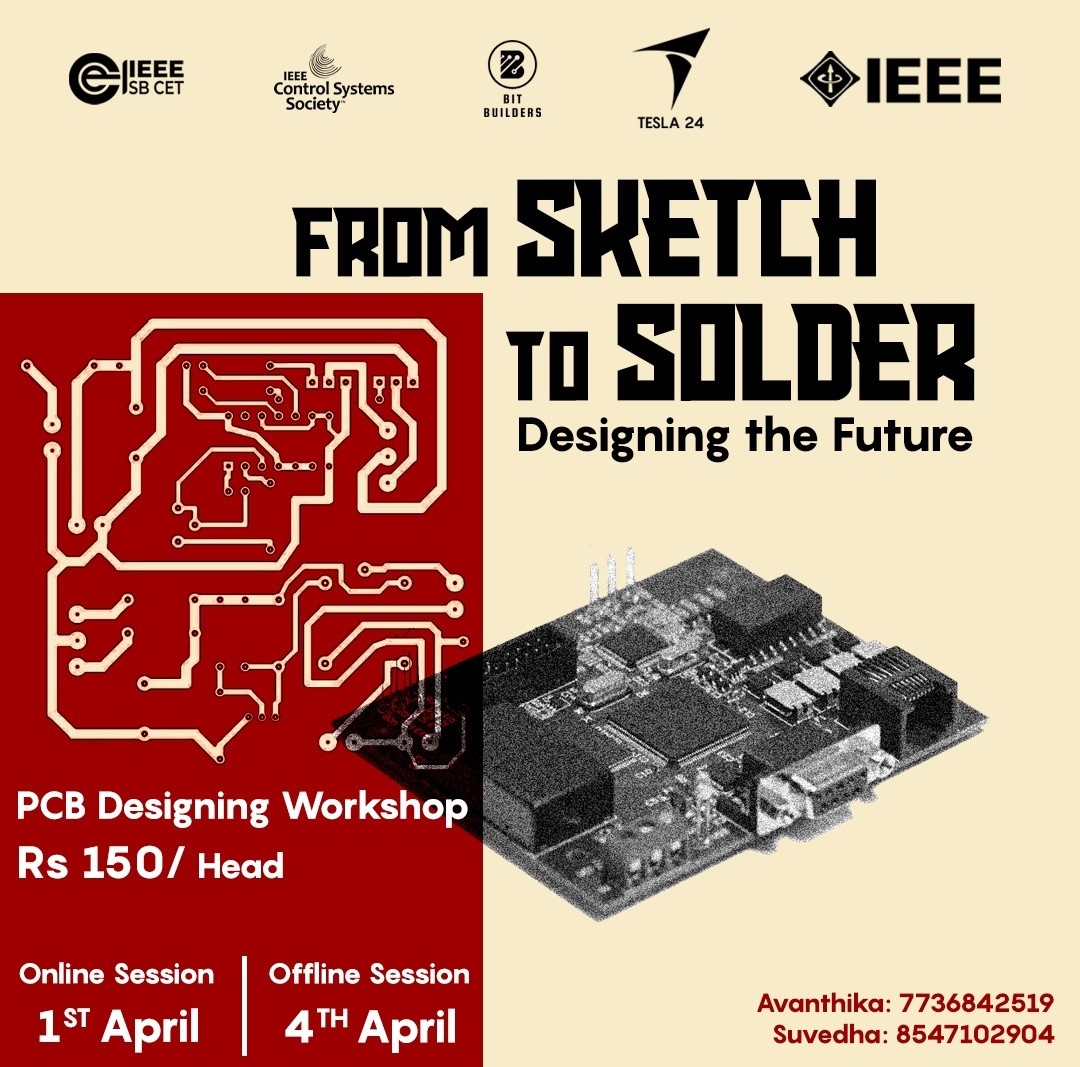 IEEE
SB CET
IEEE
Control Systems
Society™
BIT
BUILDERS
TESLA 24
IEEE
FROM SKETCH
TO SOLDER
Designing the Future
PCB Designing Workshop
Rs 150/ Head
Online Session
1ST April
Offline Session
4TH April
Avanthika: 7736842519
Suvedha: 8547102904